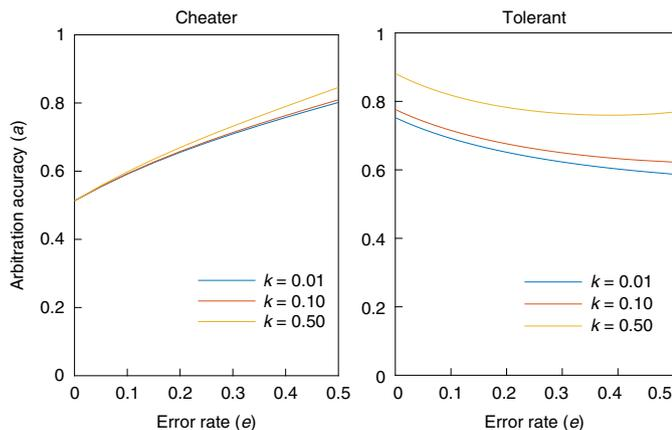 Cheater
Tolerant
Arbitration acuracy (a)
1
0.8
0.6
0.4
0.2
0
k = 0.01
k = 0.10
k = 0.50
0 0.1 0.2 0.3 0.4 0.5
Error rate (e)
1
0.8
0.6
0.4
0.2
0
k = 0.01
k = 0.10
k = 0.50
0 0.1 0.2 0.3 0.4 0.5
Error rate (e)